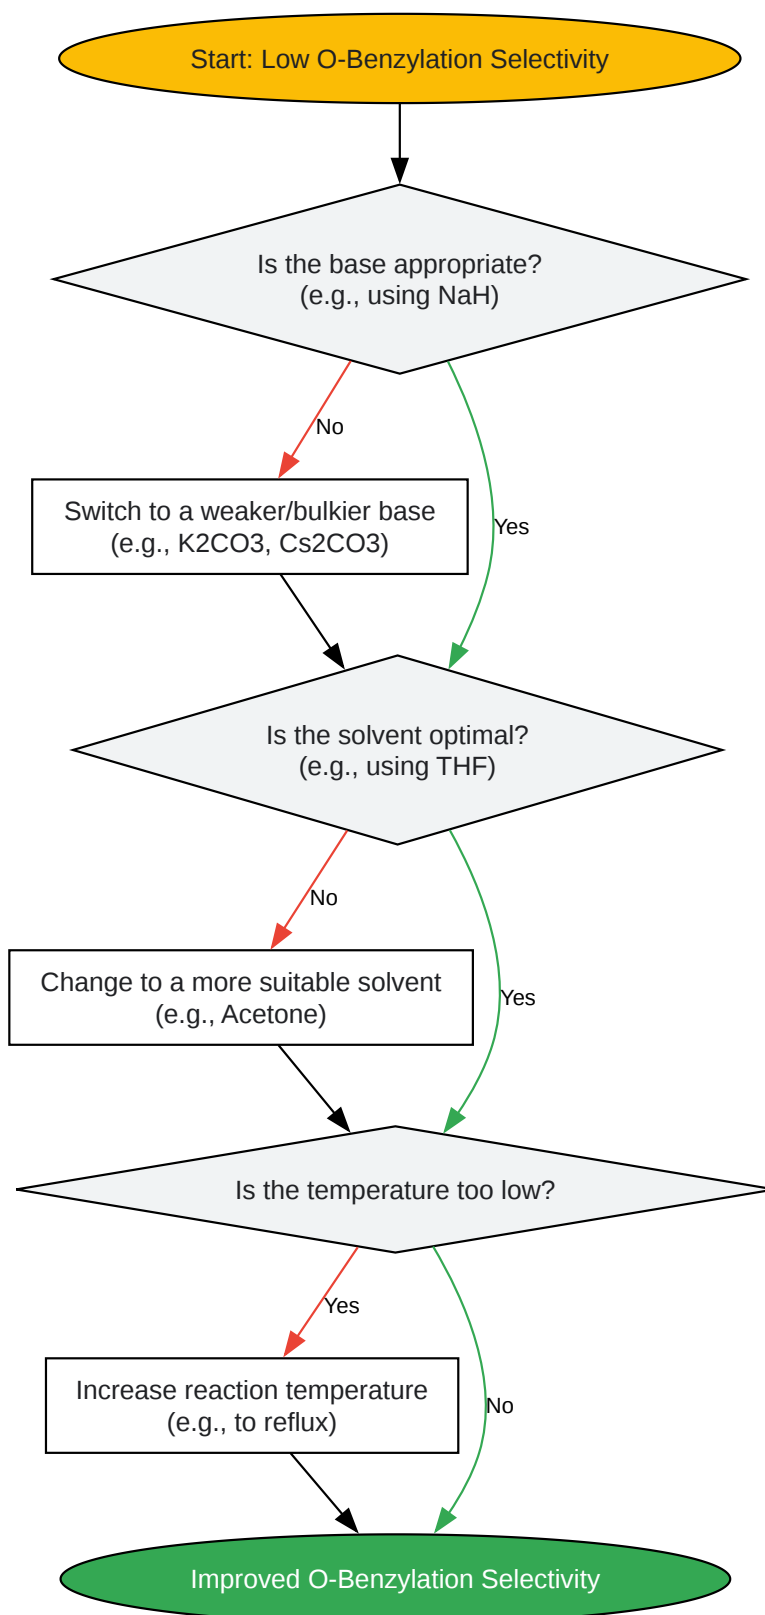 Start: Low O-Benzylation Selectivity
Is the base appropriate?
(e.g., using NaH)
No
Switch to a weaker/bulkier base
(e.g., K2CO3, Cs2CO3)
Yes
Is the solvent optimal?
(e.g., using THF)
No
Change to a more suitable solvent
(e.g., Acetone)
Yes
Is the temperature too low?
Yes
Increase reaction temperature
(e.g., to reflux)
No
Improved O-Benzylation Selectivity